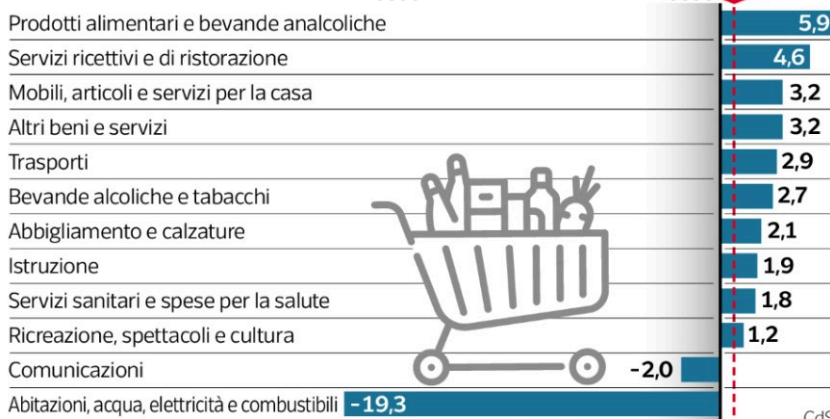 Prodotti alimentari e bevande analcoliche 5,9
Servizi ricettivi e di ristorazione 4,6
Mobili, articoli e servizi per la casa 3,2
Altri beni e servizi 3,2
Trasporti 2,9
Bevande alcoliche e tabacchi 2,7
Abbigliamento e calzature 2,1
Istruzione 1,9
Servizi sanitari e spese per la salute 1,8
Ricreazione, spettacoli e cultura 1,2
Comunicazioni -2,0
Abitazioni, acqua, elettricità e combustibili -19,3
CdS